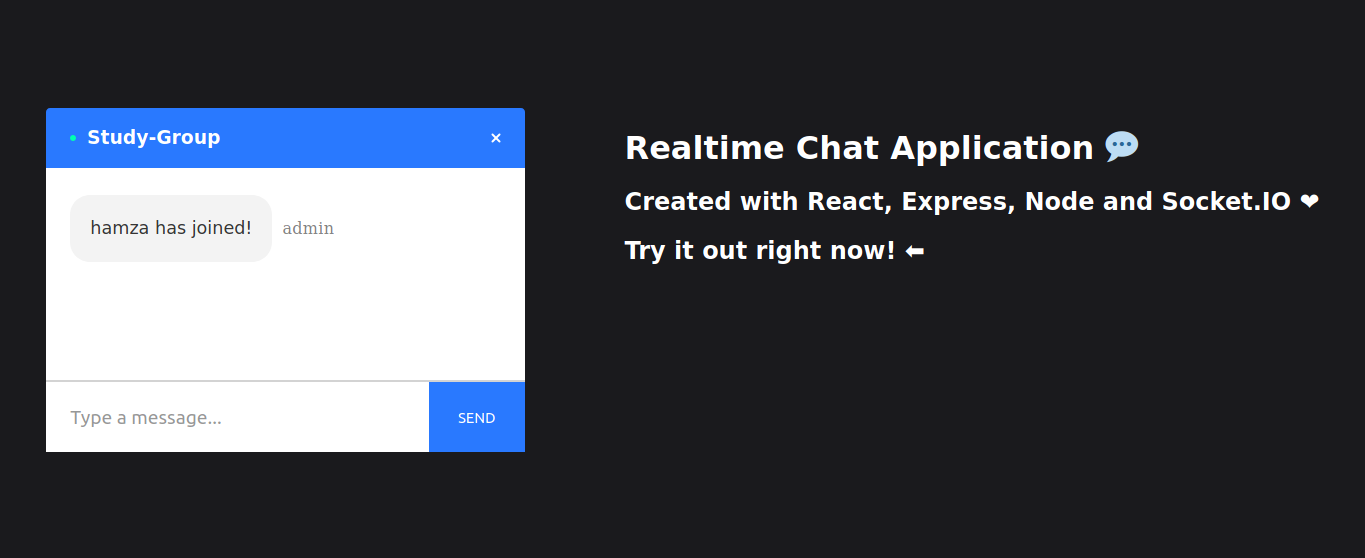 Study-Group
×
hamza has joined! admin
Type a message...
SEND
Realtime Chat Application 💬
Created with React, Express, Node and Socket.IO ❤
Try it out right now! ⬅